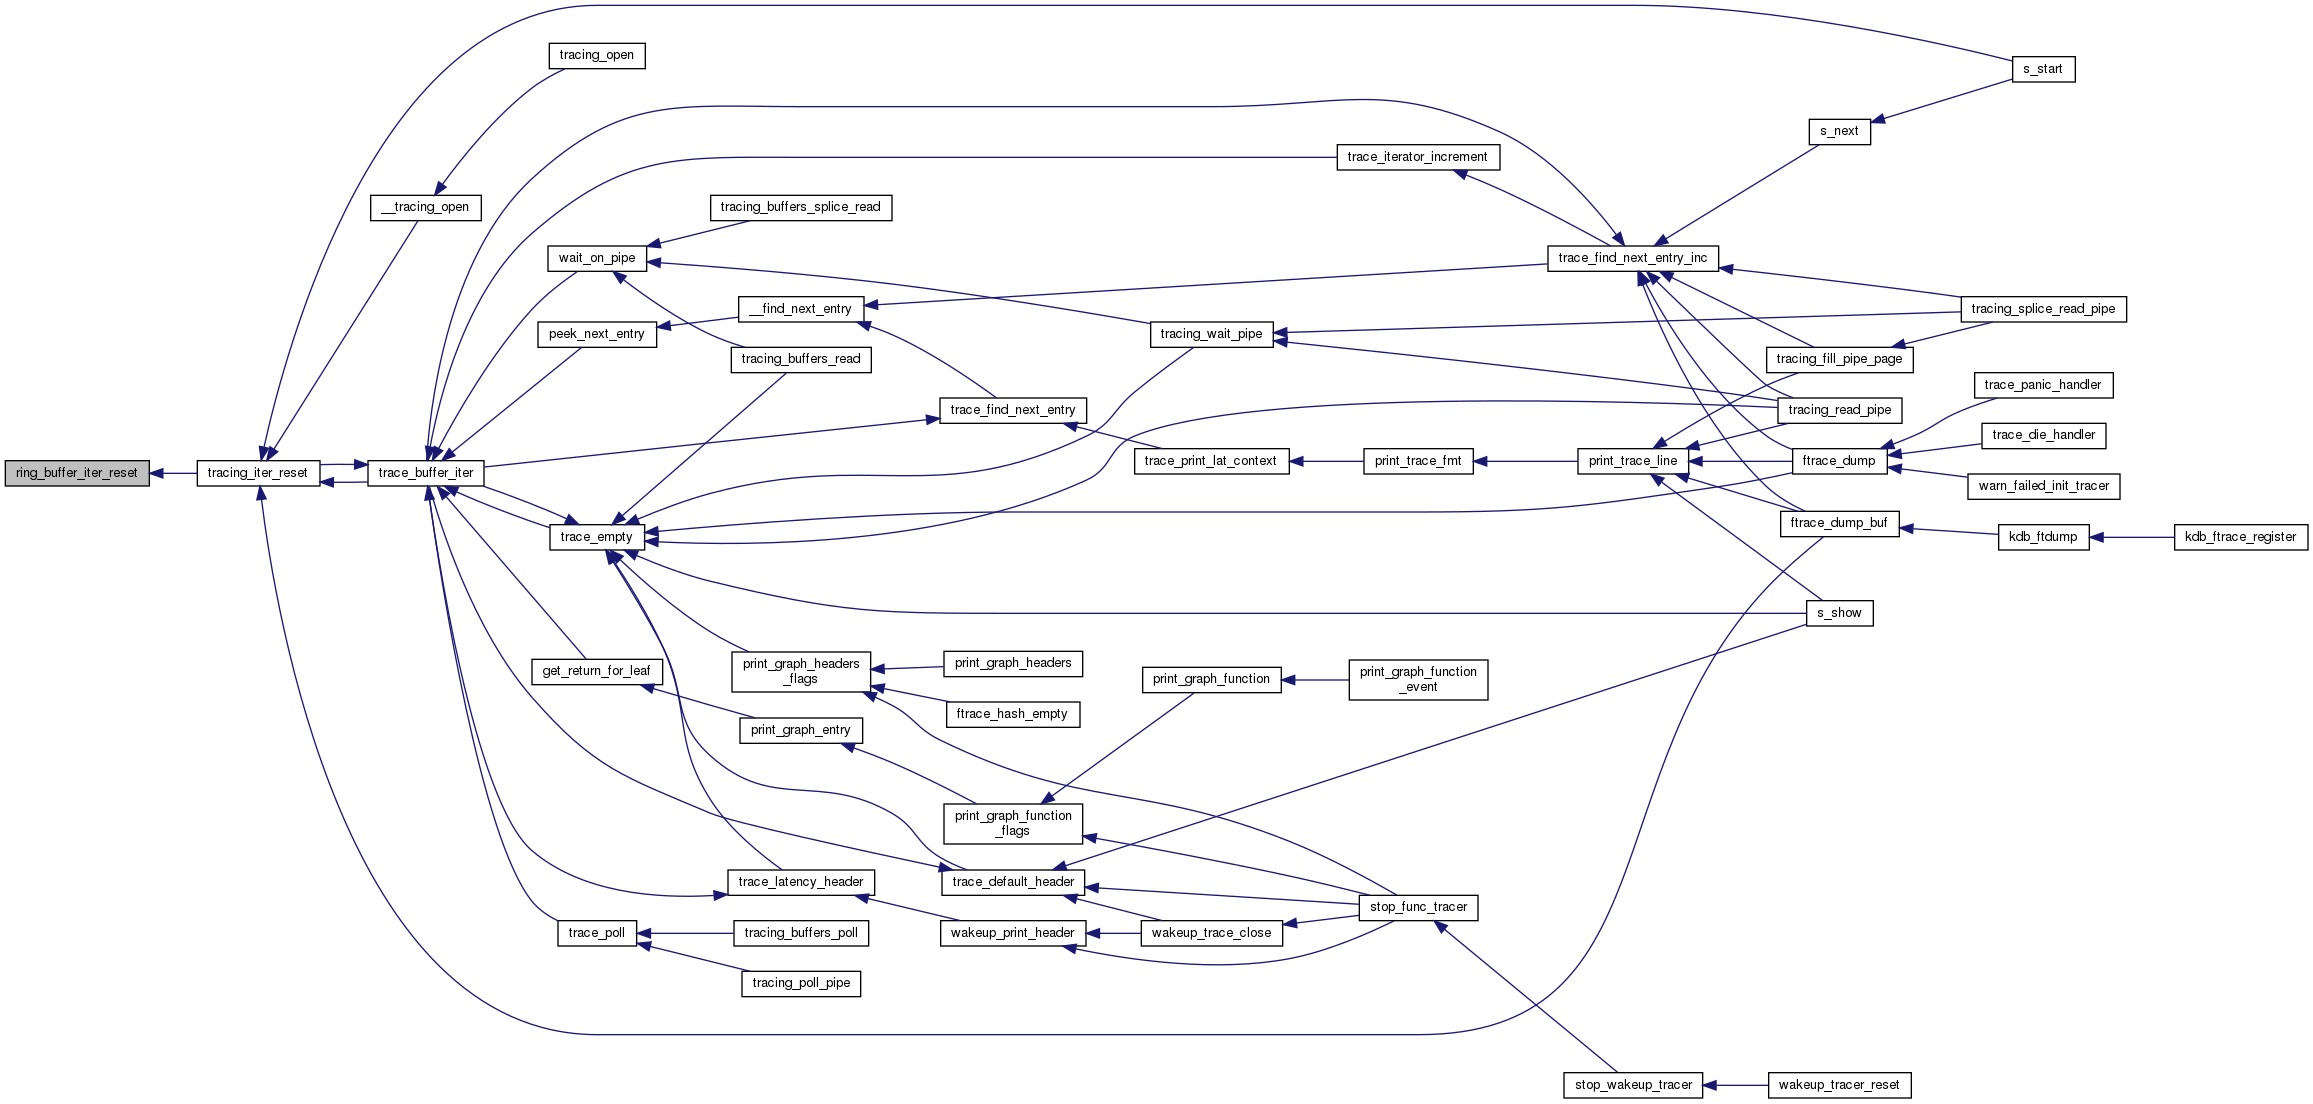 tracing_open
s_start
s_next
trace_iterator_increment
__tracing_open
tracing_buffers_splice_read
wait_on_pipe
trace_find_next_entry_inc
__find_next_entry
tracing_splice_read_pipe
peek_next_entry
tracing_wait_pipe
tracing_buffers_read
tracing_fill_pipe_page
trace_panic_handler
trace_find_next_entry
tracing_read_pipe
trace_die_handler
ring_buffer_iter_reset
tracing_iter_reset
trace_buffer_iter
trace_print_lat_context
print_trace_fmt
print_trace_line
ftrace_dump
warn_failed_init_tracer
ftrace_dump_buf
trace_empty
kdb_ftdump
kdb_ftrace_register
s_show
get_return_for_leaf
print_graph_headers
_flags
print_graph_headers
print_graph_function
print_graph_function
_event
ftrace_hash_empty
print_graph_entry
print_graph_function
_flags
trace_latency_header
trace_default_header
stop_func_tracer
trace_poll
tracing_buffers_poll
wakeup_print_header
wakeup_trace_close
tracing_poll_pipe
stop_wakeup_tracer
wakeup_tracer_reset